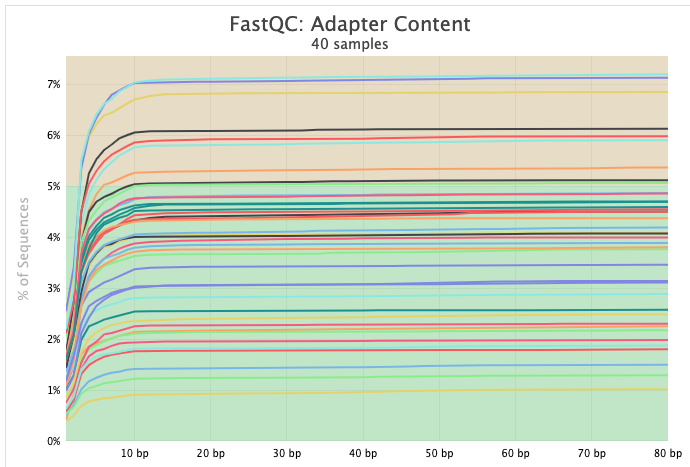 FastQC: Adapter Content
40 samples
% of Sequences
7%
6%
5%
4%
3%
2%
1%
0%
10 bp 20 bp 30 bp 40 bp 50 bp 60 bp 70 bp 80 bp